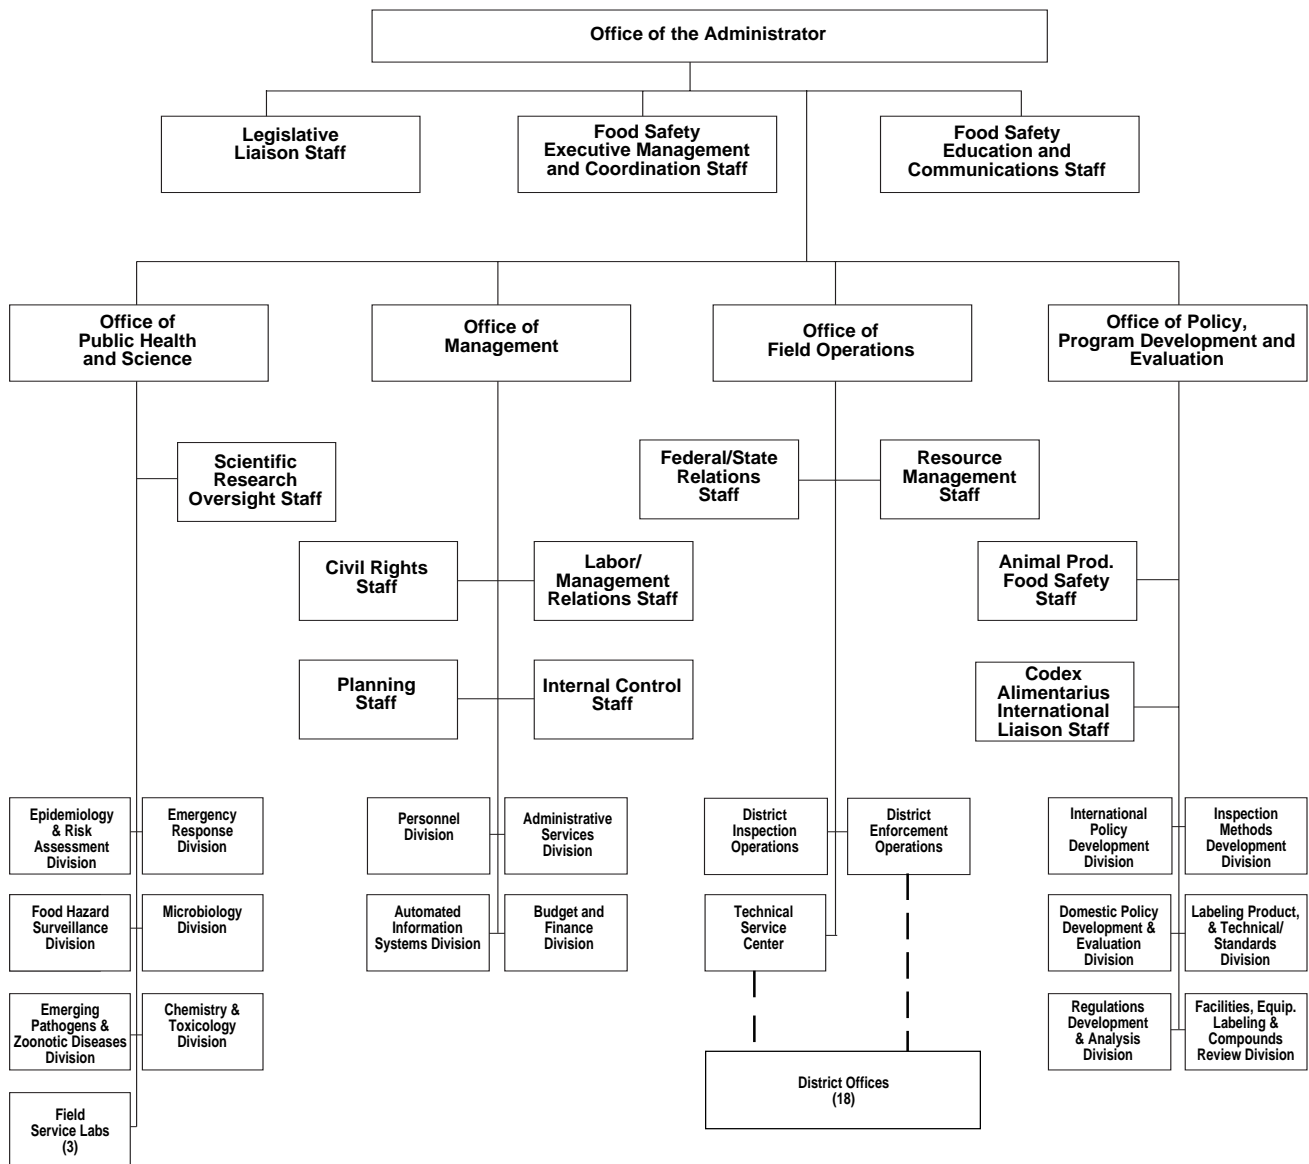 Office of the Administrator
Legislative
Liaison Staff
Food Safety
Executive Management
and Coordination Staff
Food Safety
Education and
Communications Staff
Office of
Public Health
and Science
Office of
Management
Office of
Field Operations
Office of Policy,
Program Development and
Evaluation
Scientific
Research
Oversight Staff
Federal/State
Relations
Staff
Resource
Management
Staff
Civil Rights
Staff
Labor/
Management
Relations Staff
Animal Prod.
Food Safety
Staff
Planning
Staff
Internal Control
Staff
Codex
Alimentarius
International
Liaison Staff
Epidemiology
& Risk
Assessment
Division
Emergency
Response
Division
Personnel
Division
Administrative
Services
Division
District
Inspection
Operations
District
Enforcement
Operations
International
Policy
Development
Division
Inspection
Methods
Development
Division
Food Hazard
Surveillance
Division
Microbiology
Division
Automated
Information
Systems Division
Budget and
Finance
Division
Technical
Service
Center
Domestic Policy
Development &
Evaluation
Division
Labeling Product,
& Technical/
Standards
Division
Emerging
Pathogens &
Zoonotic Diseases
Division
Chemistry &
Toxicology
Division
Regulations
Development
& Analysis
Division
Facilities, Equip.
Labeling &
Compounds
Review Division
District Offices
(18)
Field
Service Labs
(3)